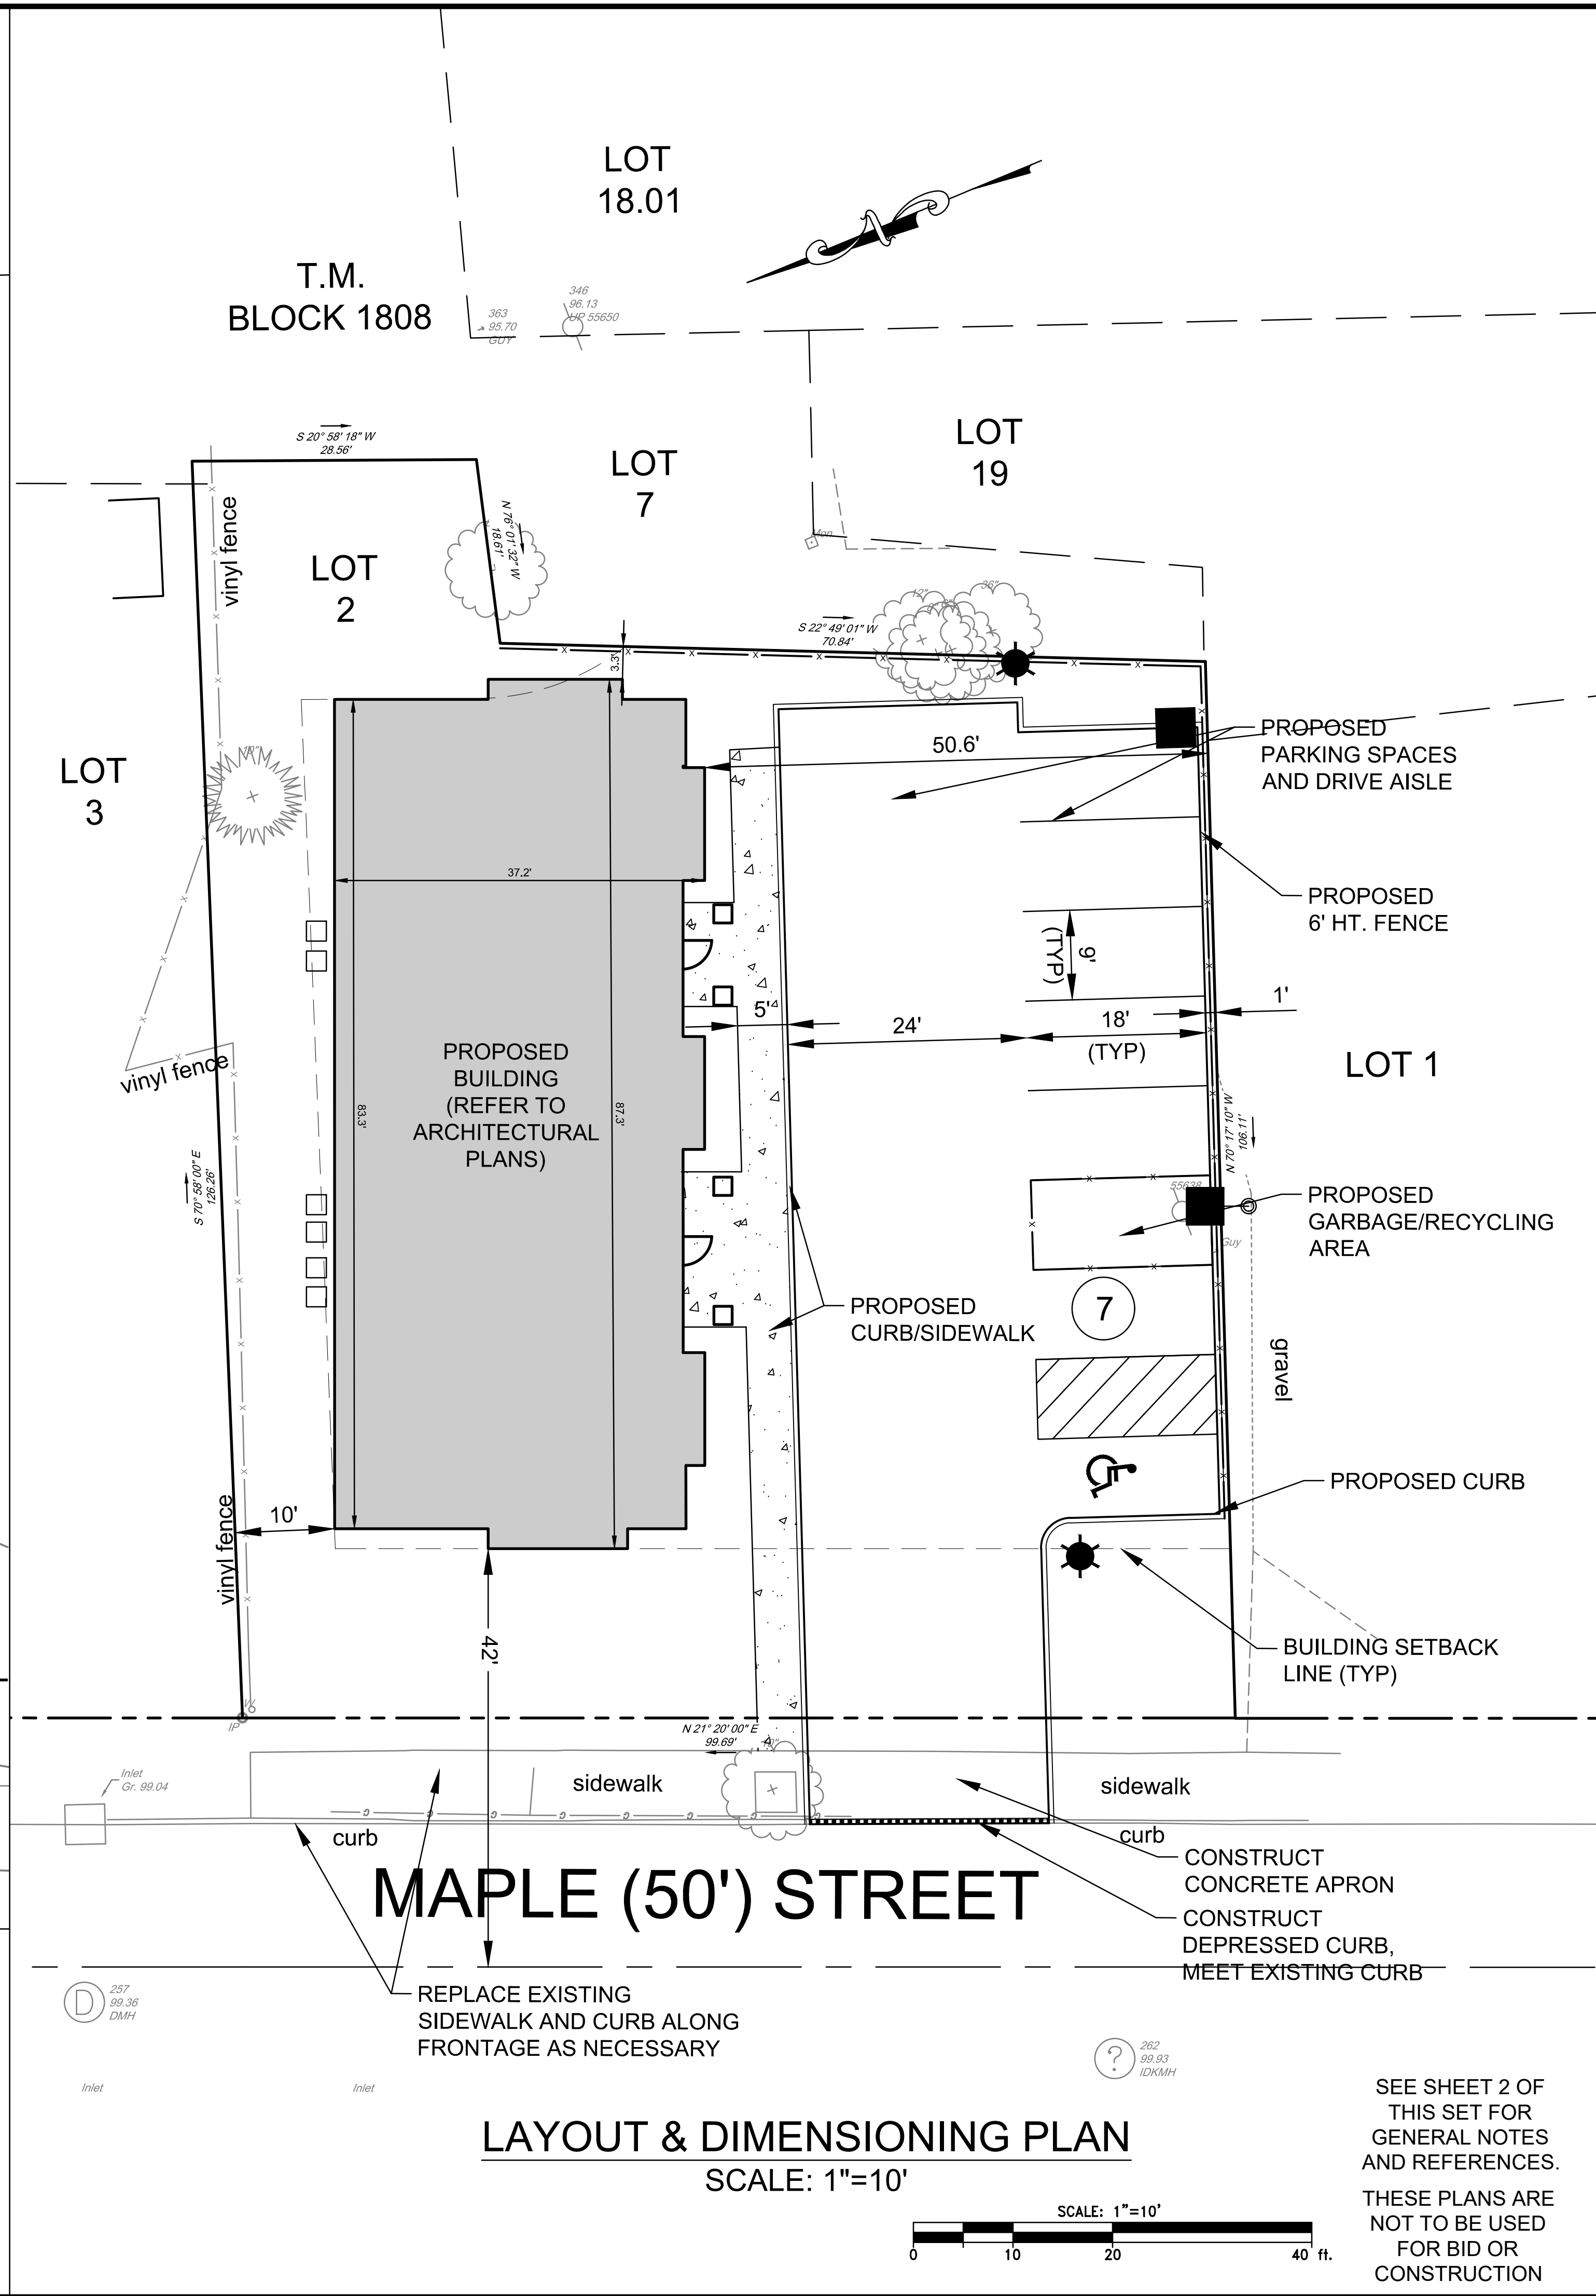 LOT
18.01
T.M.
BLOCK 1808
N
363
95.70
GUY
346
96.13
UP 55650
S 20° 58' 18" W
28.56'
LOT
7
LOT
19
vinyl fence
N 76° 01' 32" W
18.61'
Mon
LOT
2
12"
36"
S 22° 49' 01" W
70.84'
3.3'
LOT
3
50.6'
PROPOSED
PARKING SPACES
AND DRIVE AISLE
37.2'
PROPOSED
6' HT. FENCE
9'
(TYP)
5'
24'
18'
(TYP)
1'
vinyl fence
PROPOSED
BUILDING
(REFER TO
ARCHITECTURAL
PLANS)
83.3'
87.3'
LOT 1
N 70° 17' 10" W
106.11'
S 70° 58' 00" E
126.26'
55638
PROPOSED
GARBAGE/RECYCLING
AREA
Guy
7
PROPOSED
CURB/SIDEWALK
gravel
PROPOSED CURB
vinyl fence
10'
42'
BUILDING SETBACK
LINE (TYP)
W
IP
N 21° 20' 00" E
99.69'
10"
Inlet
Gr. 99.04
sidewalk
sidewalk
G G G G G G G G
curb
curb
CONSTRUCT
CONCRETE APRON
MAPLE (50') STREET
CONSTRUCT
DEPRESSED CURB,
MEET EXISTING CURB
D
257
99.36
DMH
REPLACE EXISTING
SIDEWALK AND CURB ALONG
FRONTAGE AS NECESSARY
?
262
99.93
IDKMH
Inlet
Inlet
LAYOUT & DIMENSIONING PLAN
SCALE: 1"=10'
SCALE: 1"=10'
0 10 20 40 ft.
SEE SHEET 2 OF
THIS SET FOR
GENERAL NOTES
AND REFERENCES.
THESE PLANS ARE
NOT TO BE USED
FOR BID OR
CONSTRUCTION